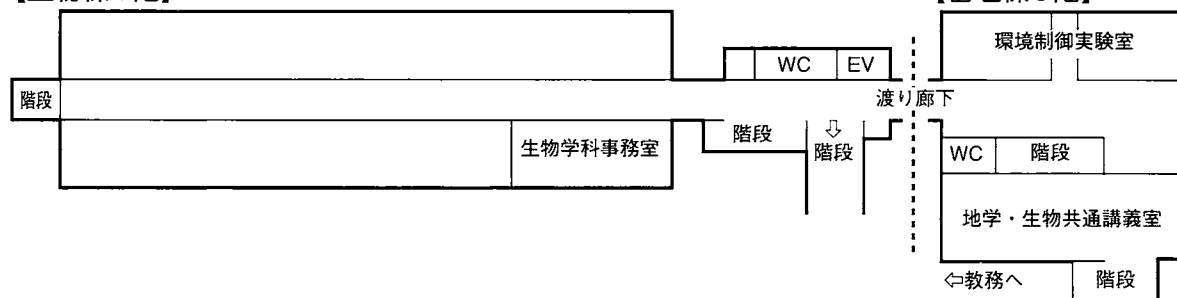 環境制御実験室
WC
EV
階段
渡り廊下
階段
⇩
階段
生物学科事務室
WC
階段
地学・生物共通講義室
⇦教務へ
階段